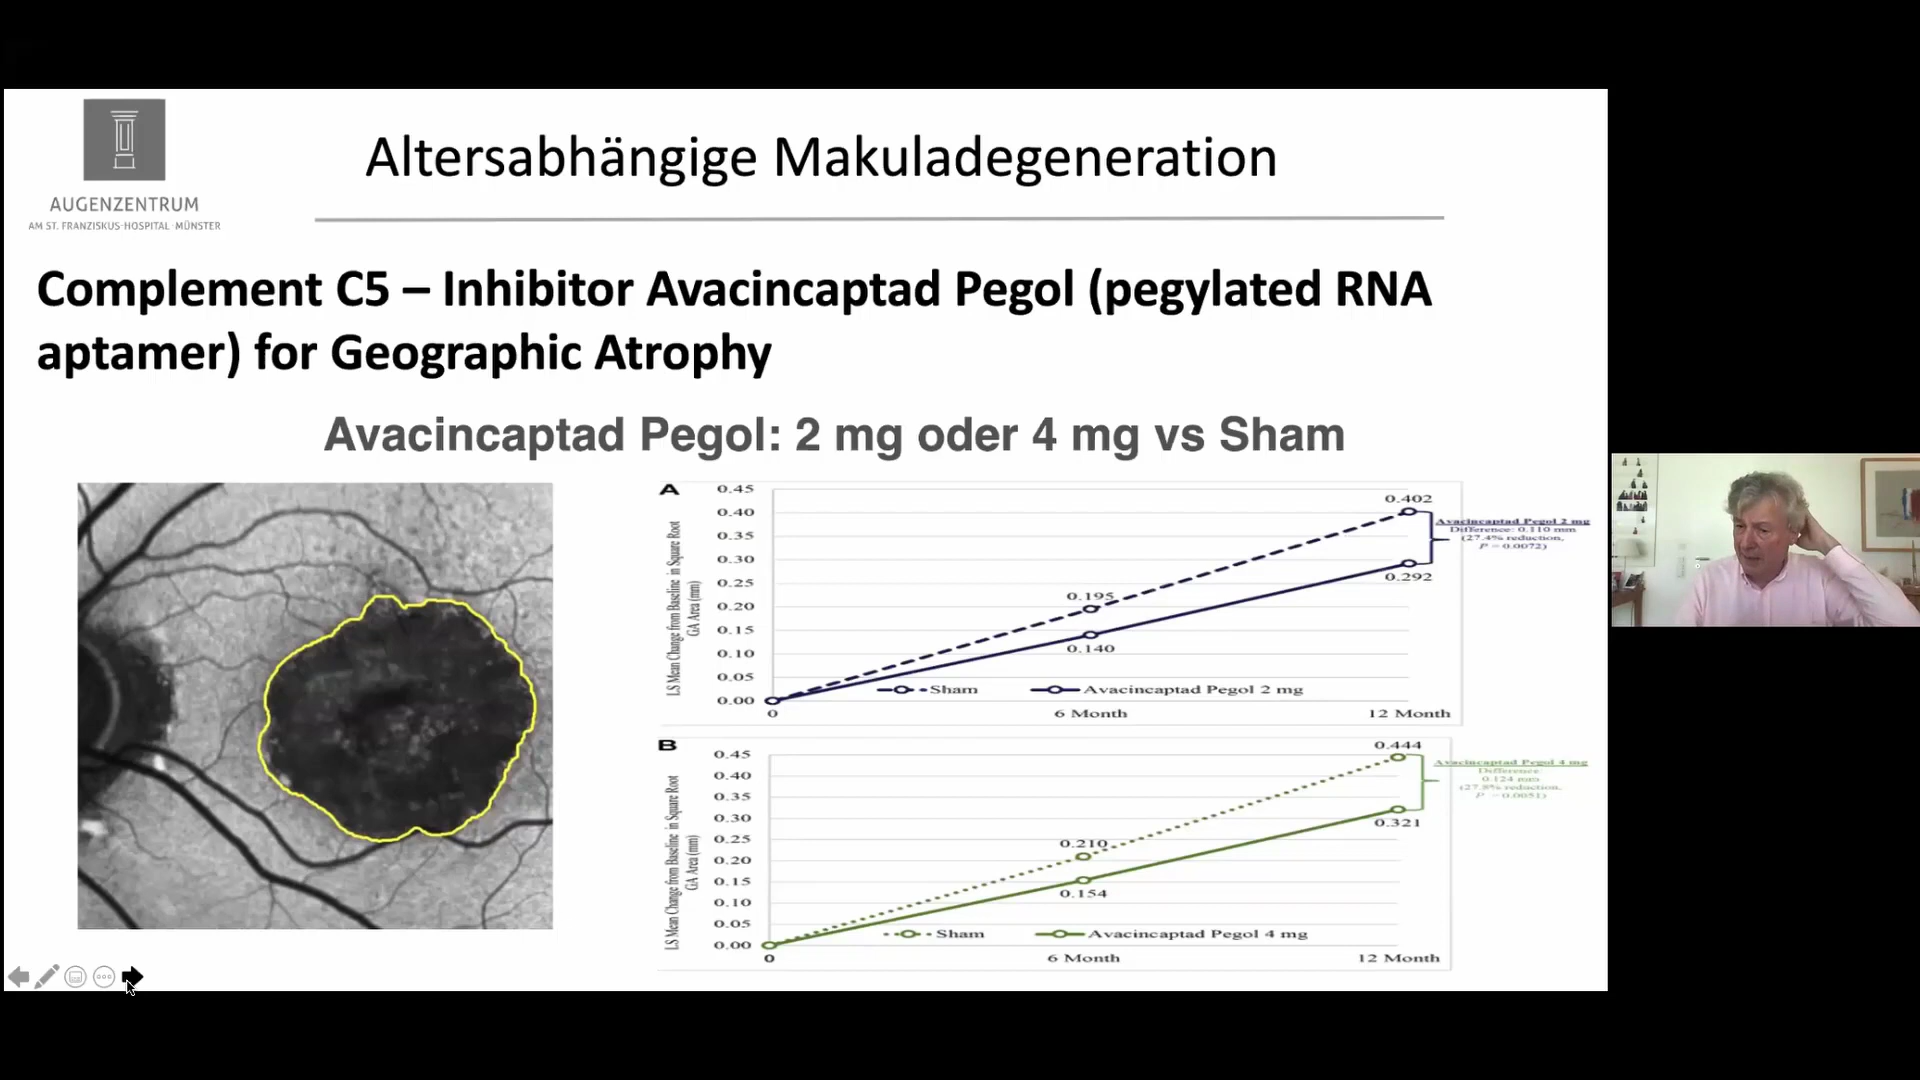 AUGENZENTRUM
AM ST. FRANZISKUS-HOSPITAL MÜNSTER
Altersabhängige Makuladegeneration
Complement C5 – Inhibitor Avacincaptad Pegol (pegylated RNA
aptamer) for Geographic Atrophy
Avacincaptad Pegol: 2 mg oder 4 mg vs Sham
A
LS Mean Change from Baseline in Square Root
GA Area (mm)
0.45
0.40
0.35
0.30
0.25
0.20
0.15
0.10
0.05
0.00
0.195
0.140
0.402
0.292
Avacincaptad Pegol 2 mg
Difference: 0.110 mm
(27.4% reduction,
P = 0.0072)
Sham
Avacincaptad Pegol 2 mg
0
6 Month
12 Month
B
LS Mean Change from Baseline in Square Root
GA Area (mm)
0.45
0.40
0.35
0.30
0.25
0.20
0.15
0.10
0.05
0.00
0.210
0.154
0.444
0.321
Avacincaptad Pegol 4 mg
Difference:
0.124 mm
(27.8% reduction,
P = 0.0051)
Sham
Avacincaptad Pegol 4 mg
0
6 Month
12 Month